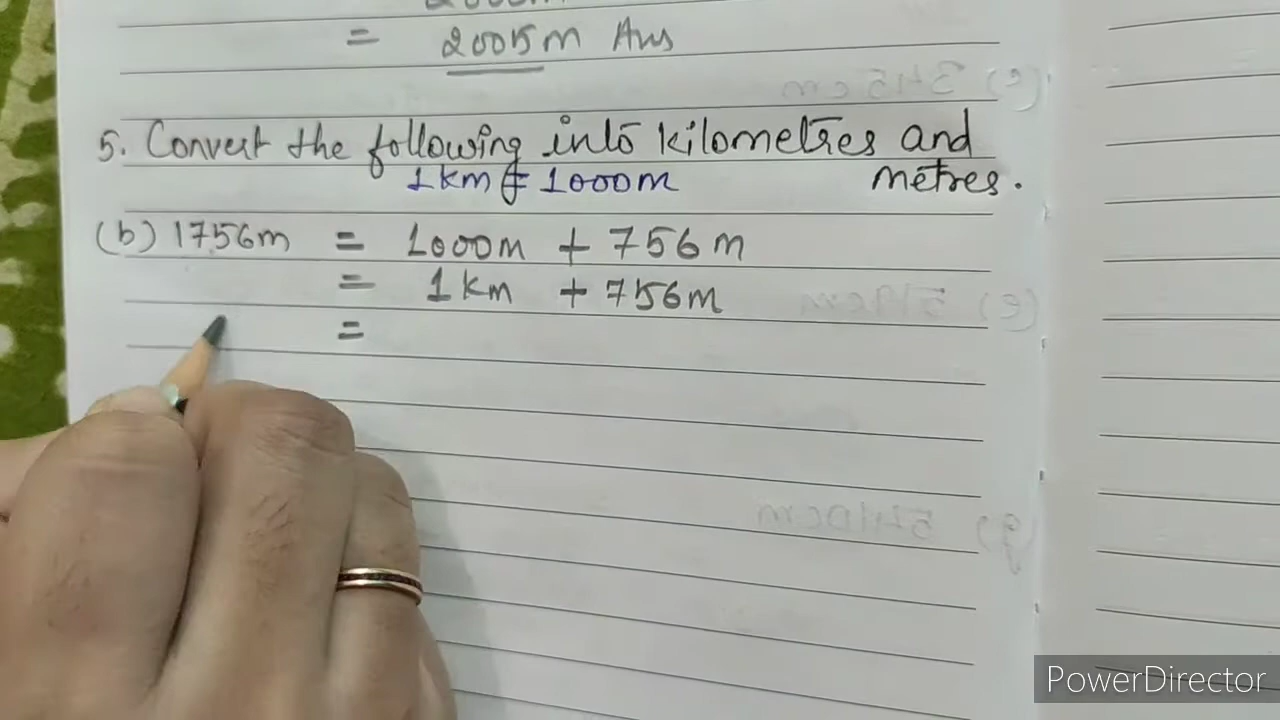 = 2005m Ans
5. Convert the following into kilometres and
1km = 1000m metres.
(b) 1756m = 1000m + 756m
= 1km + 756m
=
PowerDirector